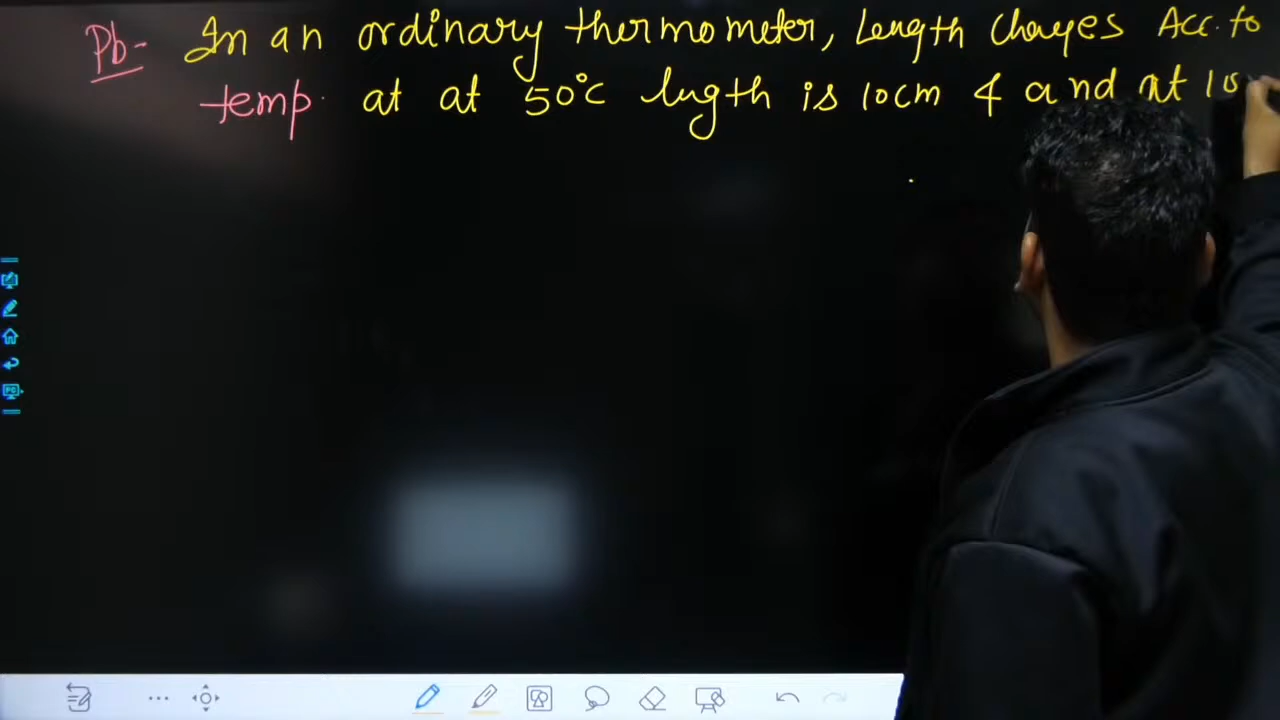 Pb- In an ordinary thermometer, Length Changes Acc. to
temp. at at 50°C length is 10cm & and at 10